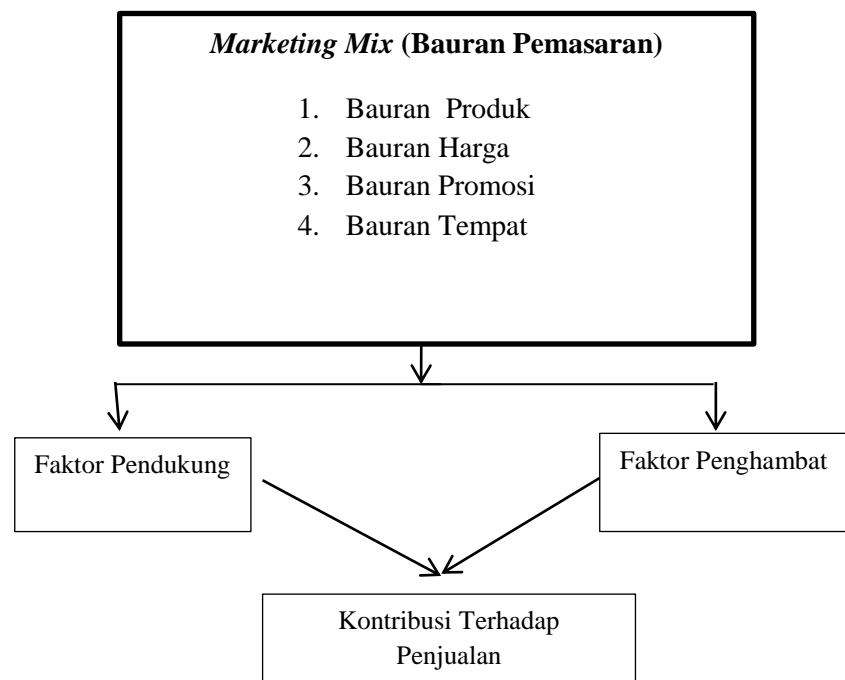 Marketing Mix (Bauran Pemasaran)
1. Bauran Produk
2. Bauran Harga
3. Bauran Promosi
4. Bauran Tempat
Faktor Pendukung
Faktor Penghambat
Kontribusi Terhadap
Penjualan